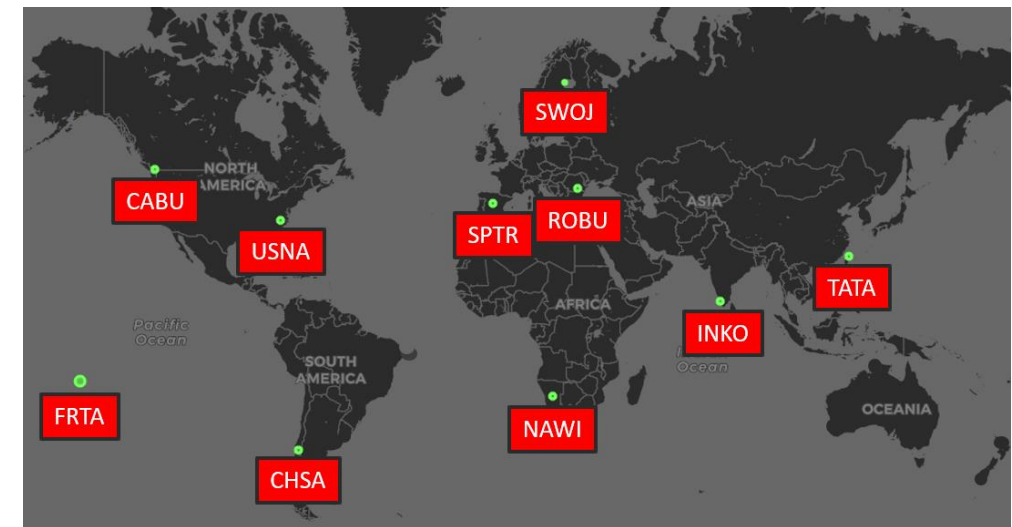 SWOJ
NORTH
AMERICA
CABU
ASIA
ROBU
SPTR
USNA
TATA
AFRICA
INKO
Pacific
Ocean
Ocean
SOUTH
AMERICA
FRTA
OCEANIA
NAWI
CHSA